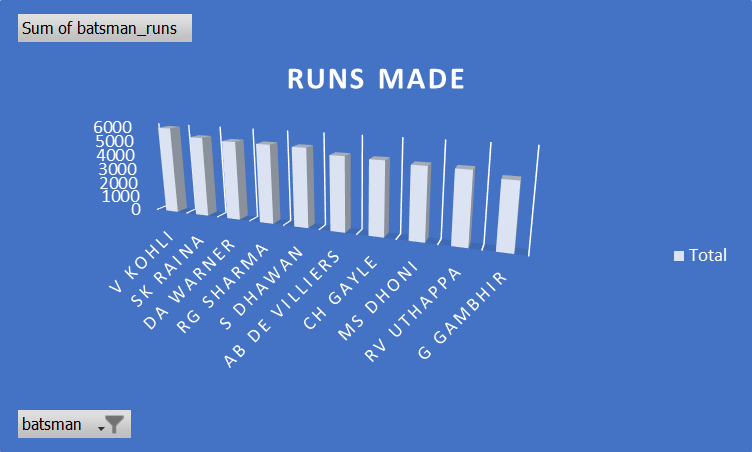 Sum of batsman_runs
RUNS MADE
6000
5000
4000
3000
2000
1000
0
V KOHLI
SK RAINA
DA WARNER
RG SHARMA
S DHAWAN
AB DE VILLIERS
CH GAYLE
MS DHONI
RV UTHAPPA
G GAMBHIR
Total
batsman